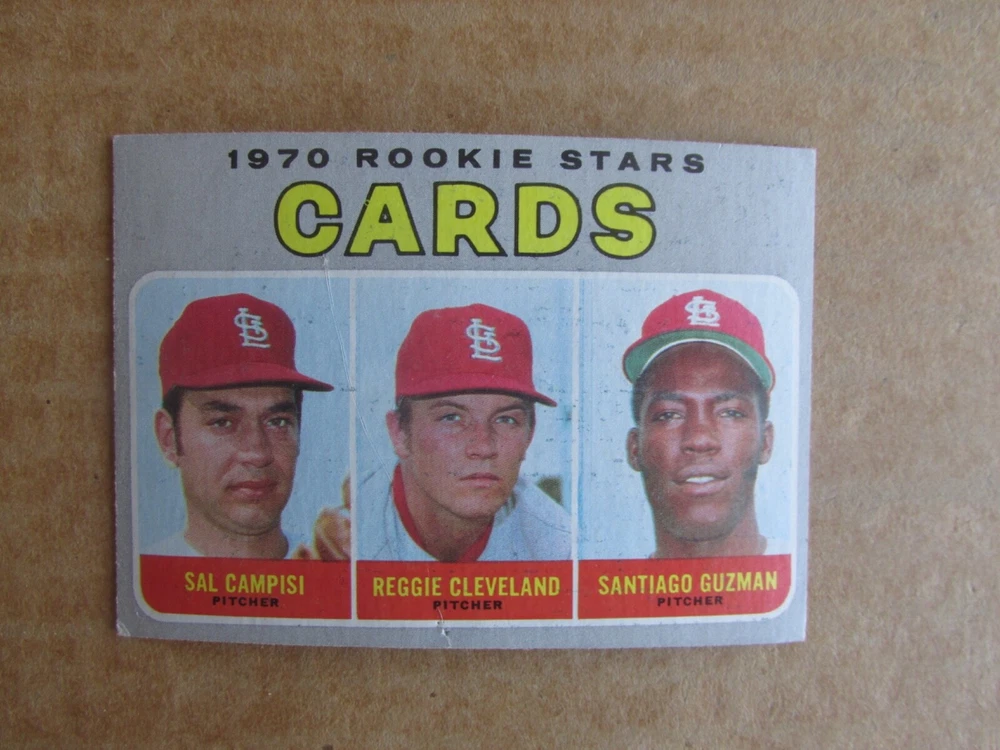 1970 ROOKIE STARS
CARDS
SAL CAMPISI
PITCHER
REGGIE CLEVELAND
PITCHER
SANTIAGO GUZMAN
PITCHER